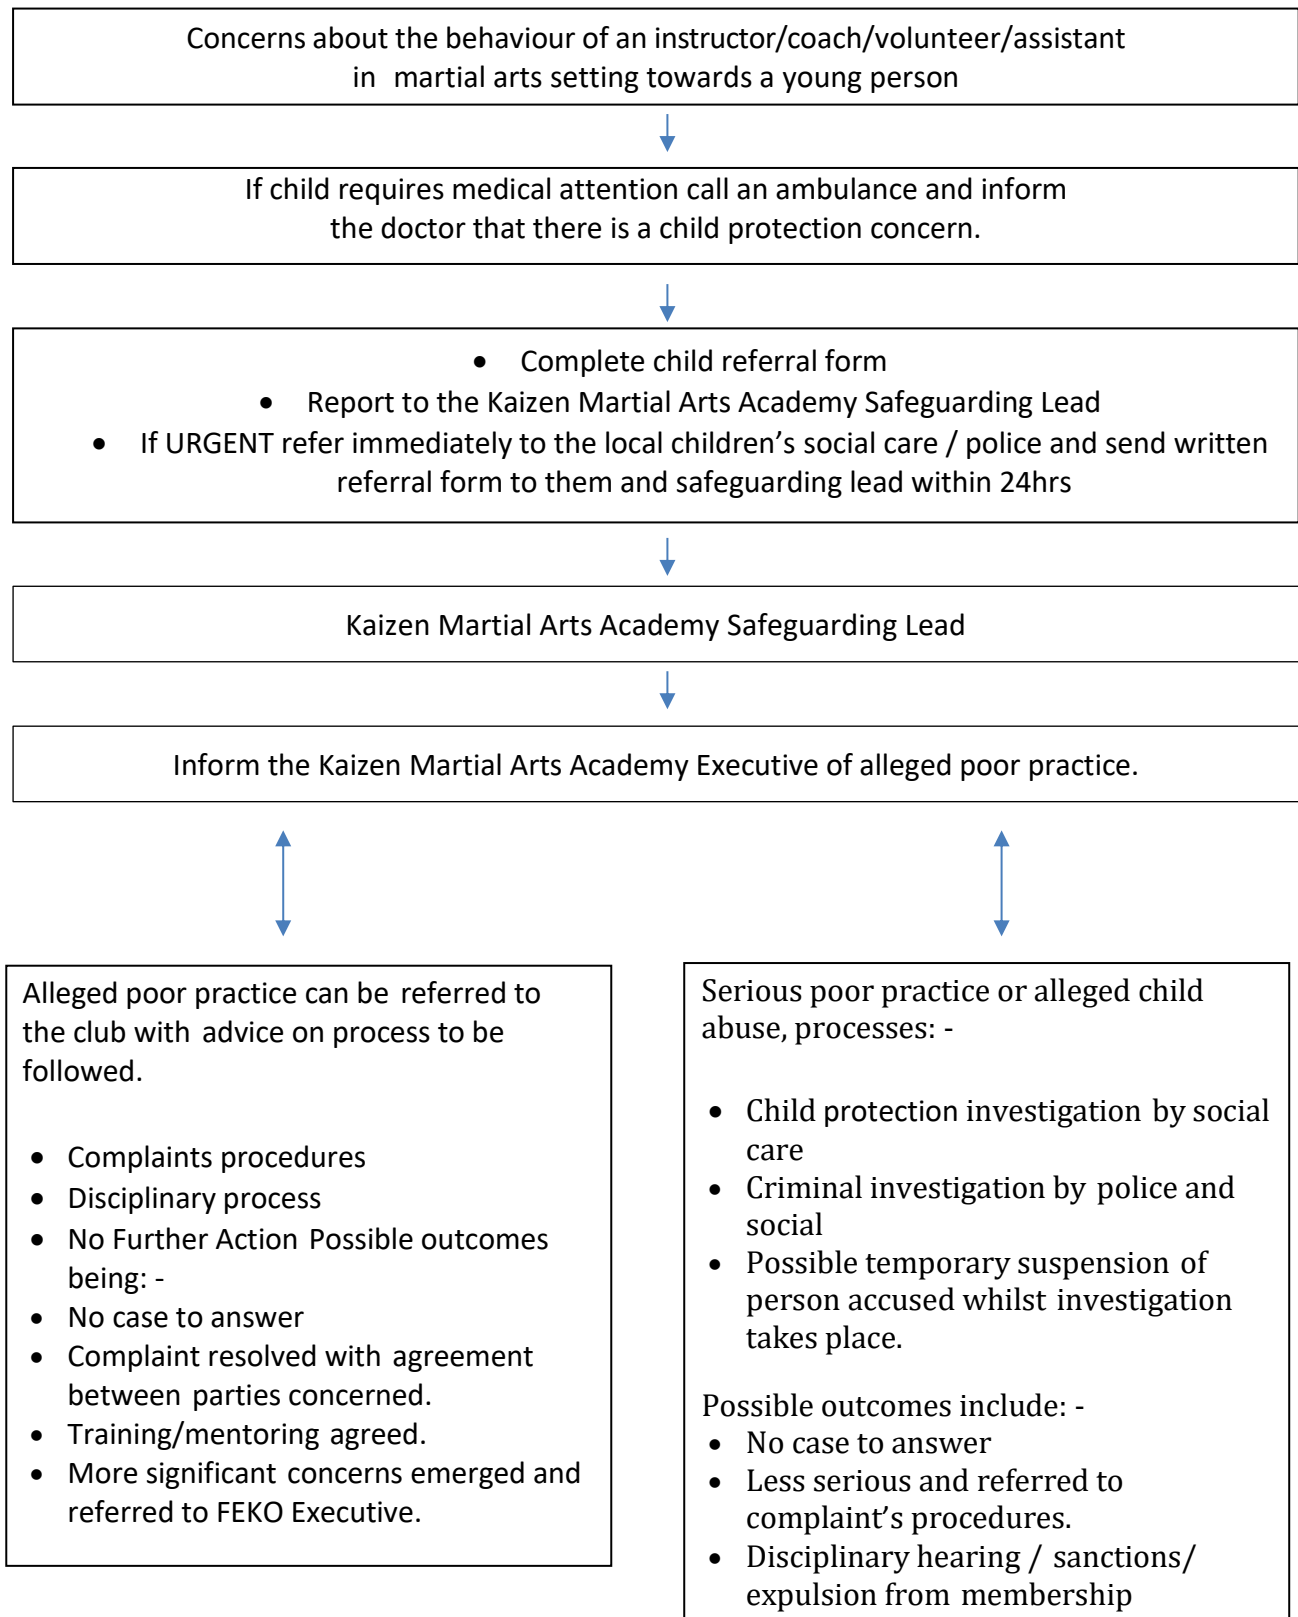 Concerns about the behaviour of an instructor/coach/volunteer/assistant
in martial arts setting towards a young person
If child requires medical attention call an ambulance and inform
the doctor that there is a child protection concern.
• Complete child referral form
• Report to the Kaizen Martial Arts Academy Safeguarding Lead
• If URGENT refer immediately to the local children’s social care / police and send written
referral form to them and safeguarding lead within 24hrs
Kaizen Martial Arts Academy Safeguarding Lead
Inform the Kaizen Martial Arts Academy Executive of alleged poor practice.
Alleged poor practice can be referred to
the club with advice on process to be
followed.
• Complaints procedures
• Disciplinary process
• No Further Action Possible outcomes
being: -
• No case to answer
• Complaint resolved with agreement
between parties concerned.
• Training/mentoring agreed.
• More significant concerns emerged and
referred to FEKO Executive.
Serious poor practice or alleged child
abuse, processes: -
• Child protection investigation by social
care
• Criminal investigation by police and
social
• Possible temporary suspension of
person accused whilst investigation
takes place.
Possible outcomes include: -
• No case to answer
• Less serious and referred to
complaint’s procedures.
• Disciplinary hearing / sanctions/
expulsion from membership